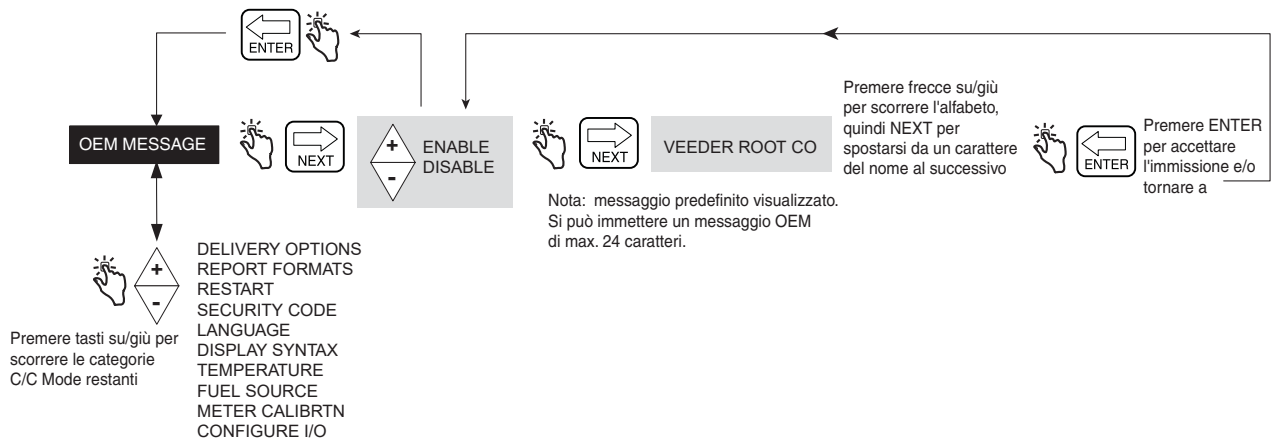 ENTER
OEM MESSAGE
NEXT
+
-
ENABLE
DISABLE
NEXT
VEEDER ROOT CO
Premere frecce su/giù
per scorrere l'alfabeto,
quindi NEXT per
spostarsi da un carattere
del nome al successivo
ENTER
Premere ENTER
per accettare
l'immissione e/o
tornare a
Nota: messaggio predefinito visualizzato.
Si può immettere un messaggio OEM
di max. 24 caratteri.
+
-
Premere tasti su/giù per
scorrere le categorie
C/C Mode restanti
DELIVERY OPTIONS
REPORT FORMATS
RESTART
SECURITY CODE
LANGUAGE
DISPLAY SYNTAX
TEMPERATURE
FUEL SOURCE
METER CALIBRTN
CONFIGURE I/O